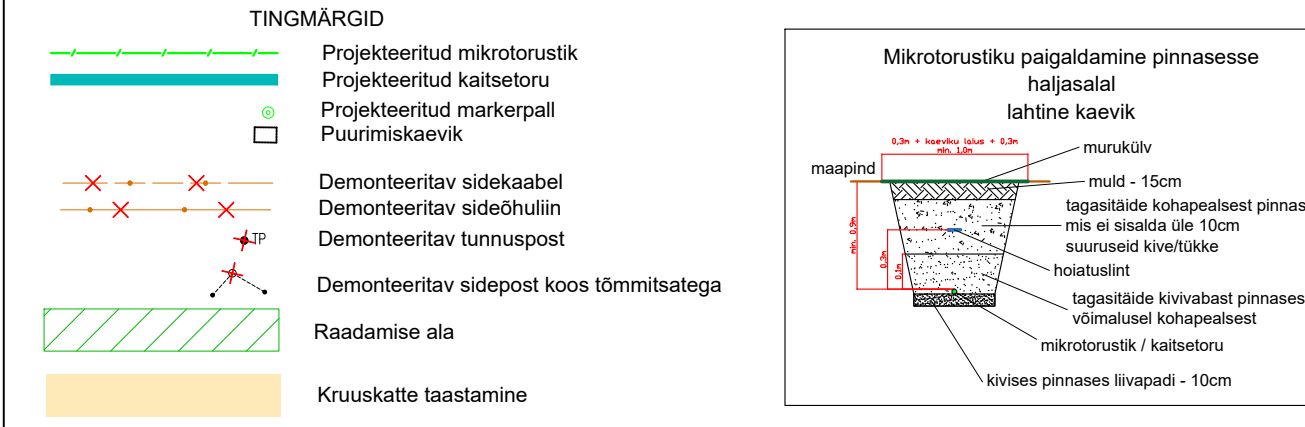 TINGMÄRGID
Projekteeritud mikrotorustik
Projekteeritud kaitsetoru
Projekteeritud markerpall
Puurimiskaevik
Demonteeritav sidekaabel
Demonteeritav sideõhuliin
TP
Demonteeritav tunnuspost
Demonteeritav sidepost koos tõmmitsatega
Raadamise ala
Kruuskatte taastamine
Mikrotorustiku paigaldamine pinnasesse
haljasalal
lahtine kaevik
0,3m + kaeviku laius + 0,3m
min. 1,0m
maapind
murukülv
muld - 15cm
tagasitäide kohapealsest pinnas
mis ei sisalda üle 10cm
suuruseid kive/tükke
min. 0,9m
0,3m
0,1m
hoiatuslint
tagasitäide kivivabast pinnases
võimalusel kohapealsest
mikrotorustik / kaitsetoru
kivises pinnases liivapadi - 10cm